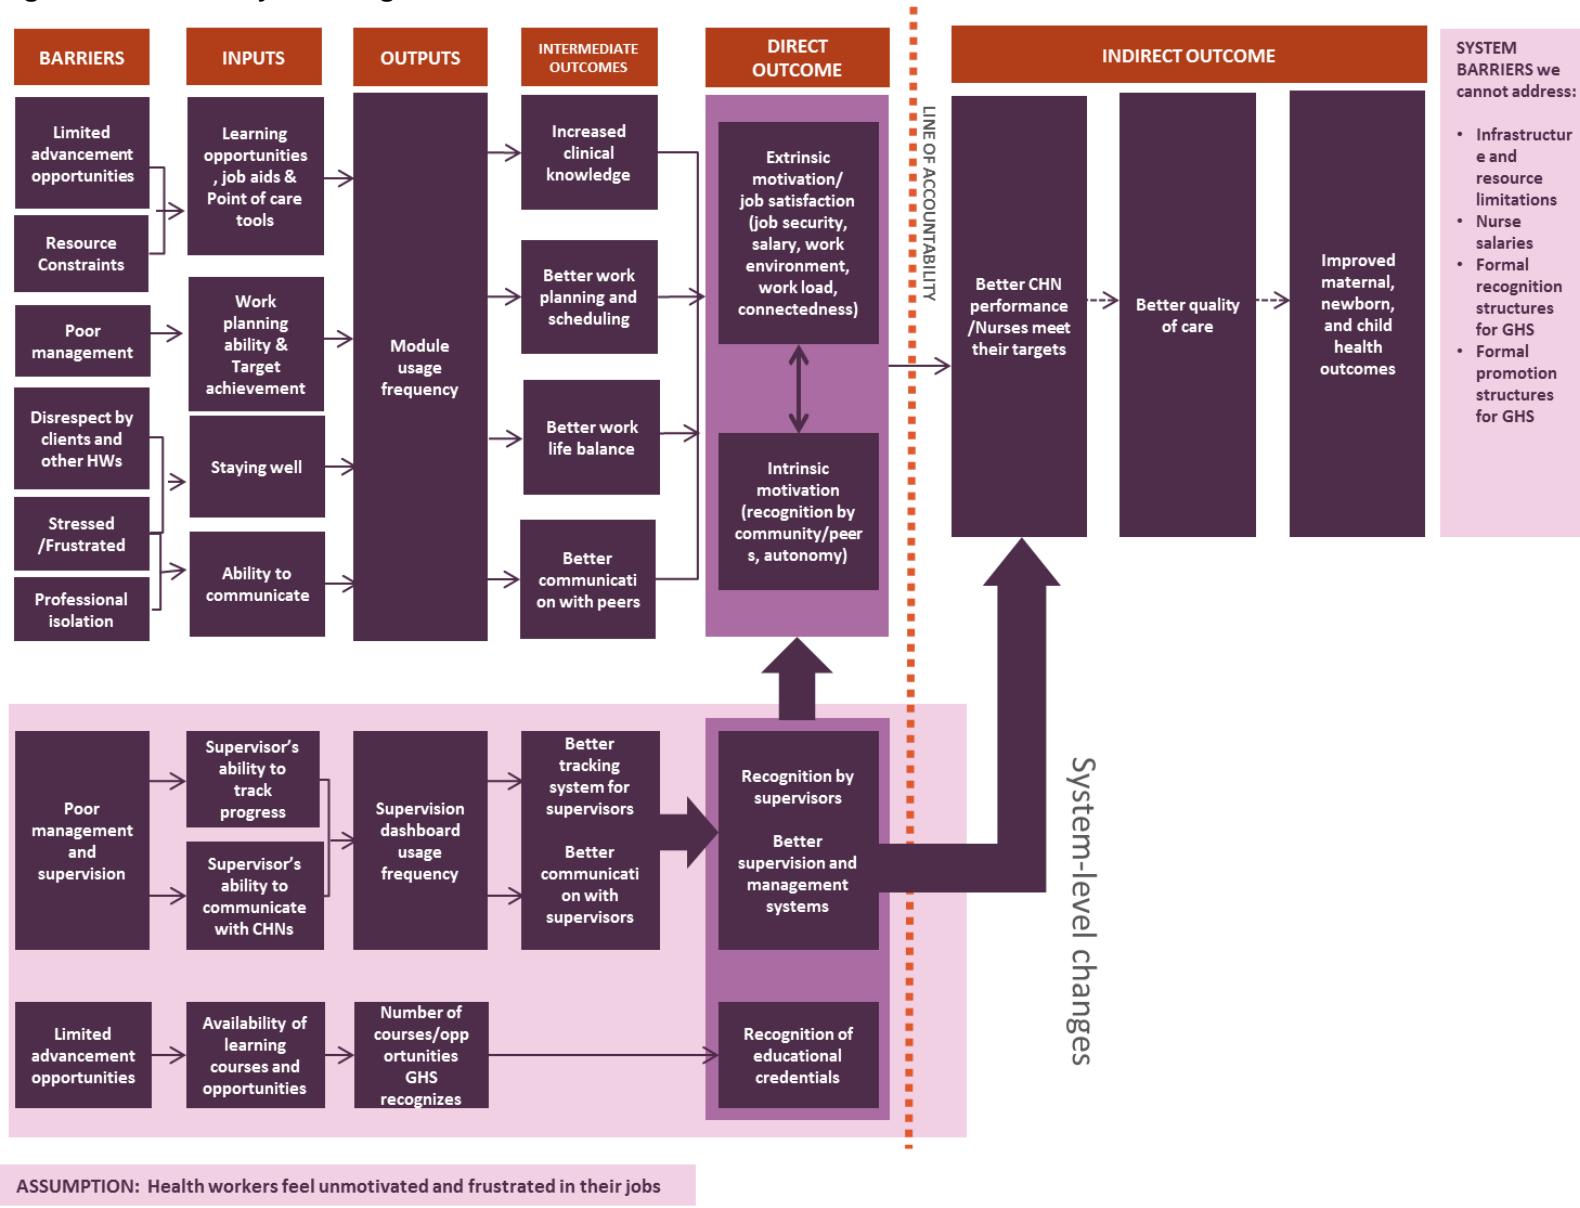 BARRIERS
INPUTS
OUTPUTS
INTERMEDIATE
OUTCOMES
DIRECT
OUTCOME
INDIRECT OUTCOME
Limited
advancement
opportunities
Resource
Constraints
Poor
management
Disrespect by
clients and
other HWs
Stressed
/Frustrated
Professional
isolation
Learning
opportunities
, job aids &
Point of care
tools
Work
planning
ability &
Target
achievement
Staying well
Ability to
communicate
Module
usage
frequency
Increased
clinical
knowledge
Better work
planning and
scheduling
Better work
life balance
Better
communicati
on with peers
Extrinsic
motivation/
job satisfaction
(job security,
salary, work
environment,
work load,
connectedness)
Intrinsic
motivation
(recognition by
community/peer
s, autonomy)
LINE OF ACCOUNTABILITY
Better CHN
performance
/Nurses meet
their targets
Better quality
of care
Improved
maternal,
newborn,
and child
health
outcomes
SYSTEM
BARRIERS we
cannot address:
• Infrastructur
e and
resource
limitations
• Nurse
salaries
• Formal
recognition
structures
for GHS
• Formal
promotion
structures
for GHS
Poor
management
and
supervision
Supervisor's
ability to
track
progress
Supervisor's
ability to
communicate
with CHNs
Supervision
dashboard
usage
frequency
Better
tracking
system for
supervisors
Better
communicati
on with
supervisors
Recognition by
supervisors
Better
supervision and
management
systems
System-level changes
Limited
advancement
opportunities
Availability of
learning
courses and
opportunities
Number of
courses/opp
ortunities
GHS
recognizes
Recognition of
educational
credentials
ASSUMPTION: Health workers feel unmotivated and frustrated in their jobs